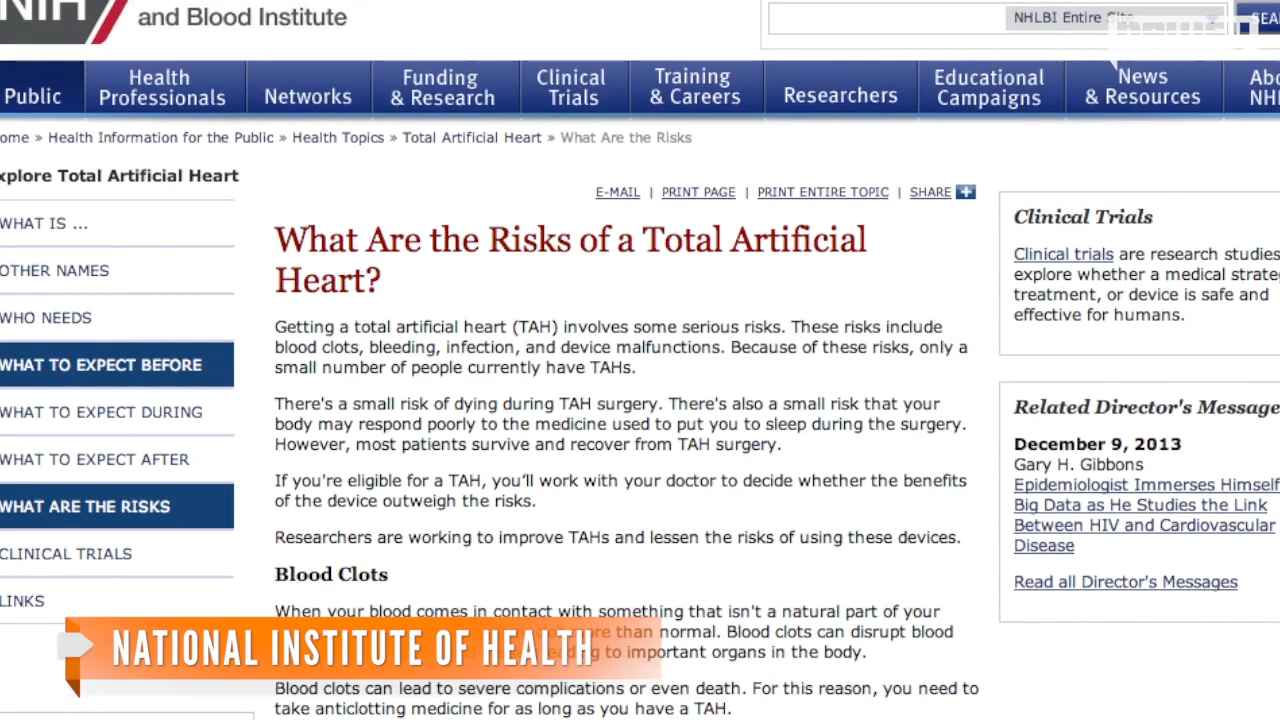 NIH
and Blood Institute
NHLBI Entire Site
Public
Health Professionals
Networks
Funding & Research
Clinical Trials
Training & Careers
Researchers
Educational Campaigns
News & Resources
ome » Health Information for the Public » Health Topics » Total Artificial Heart » What Are the Risks
xplore Total Artificial Heart
WHAT IS ...
OTHER NAMES
WHO NEEDS
WHAT TO EXPECT BEFORE
WHAT TO EXPECT DURING
WHAT TO EXPECT AFTER
WHAT ARE THE RISKS
CLINICAL TRIALS
LINKS
E-MAIL | PRINT PAGE | PRINT ENTIRE TOPIC | SHARE
What Are the Risks of a Total Artificial
Heart?
Getting a total artificial heart (TAH) involves some serious risks. These risks include
blood clots, bleeding, infection, and device malfunctions. Because of these risks, only a
small number of people currently have TAHs.
There's a small risk of dying during TAH surgery. There's also a small risk that your
body may respond poorly to the medicine used to put you to sleep during the surgery.
However, most patients survive and recover from TAH surgery.
If you're eligible for a TAH, you’ll work with your doctor to decide whether the benefits
of the device outweigh the risks.
Researchers are working to improve TAHs and lessen the risks of using these devices.
Blood Clots
When your blood comes in contact with something that isn't a natural part of your
more than normal. Blood clots can disrupt blood
to important organs in the body.
Blood clots can lead to severe complications or even death. For this reason, you need to
take anticlotting medicine for as long as you have a TAH.
Clinical Trials
Clinical trials are research studies
explore whether a medical strate
treatment, or device is safe and
effective for humans.
Related Director's Message
December 9, 2013
Gary H. Gibbons
Epidemiologist Immerses Himself
Big Data as He Studies the Link
Between HIV and Cardiovascular
Disease
Read all Director's Messages
NATIONAL INSTITUTE OF HEALTH